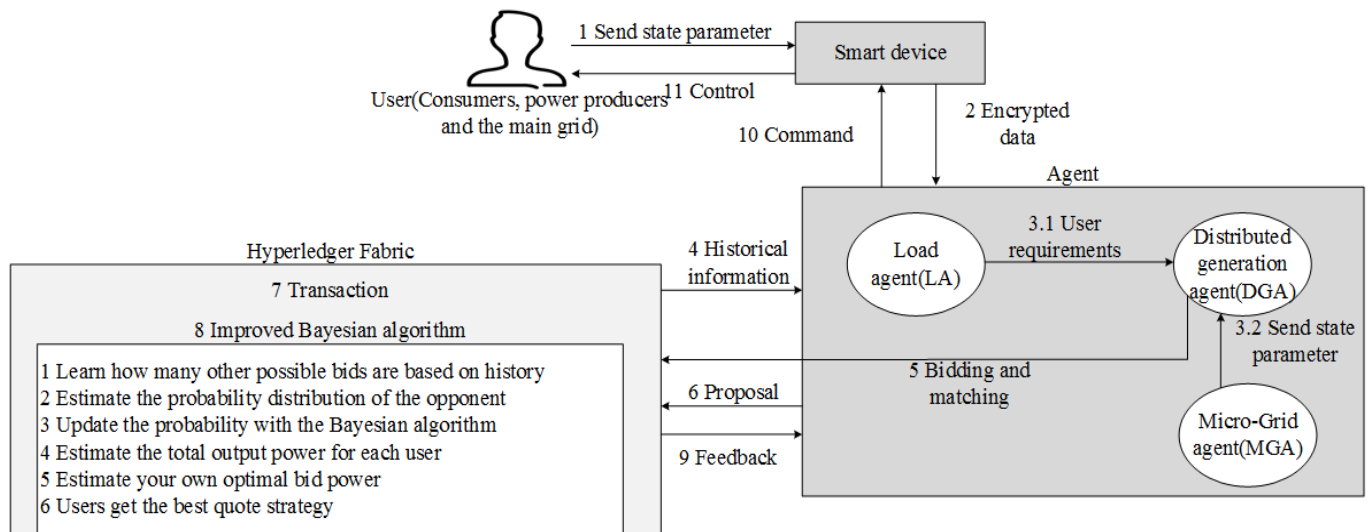 1 Send state parameter
Smart device
11 Control
User(Consumers, power producers
and the main grid)
10 Command
2 Encrypted
data
Agent
Load
agent(LA)
3.1 User
requirements
Distributed
generation
agent(DGA)
3.2 Send state
parameter
Micro-Grid
agent(MGA)
Hyperledger Fabric
4 Historical
information
7 Transaction
8 Improved Bayesian algorithm
1 Learn how many other possible bids are based on history
2 Estimate the probability distribution of the opponent
3 Update the probability with the Bayesian algorithm
4 Estimate the total output power for each user
5 Estimate your own optimal bid power
6 Users get the best quote strategy
5 Bidding and
matching
6 Proposal
9 Feedback